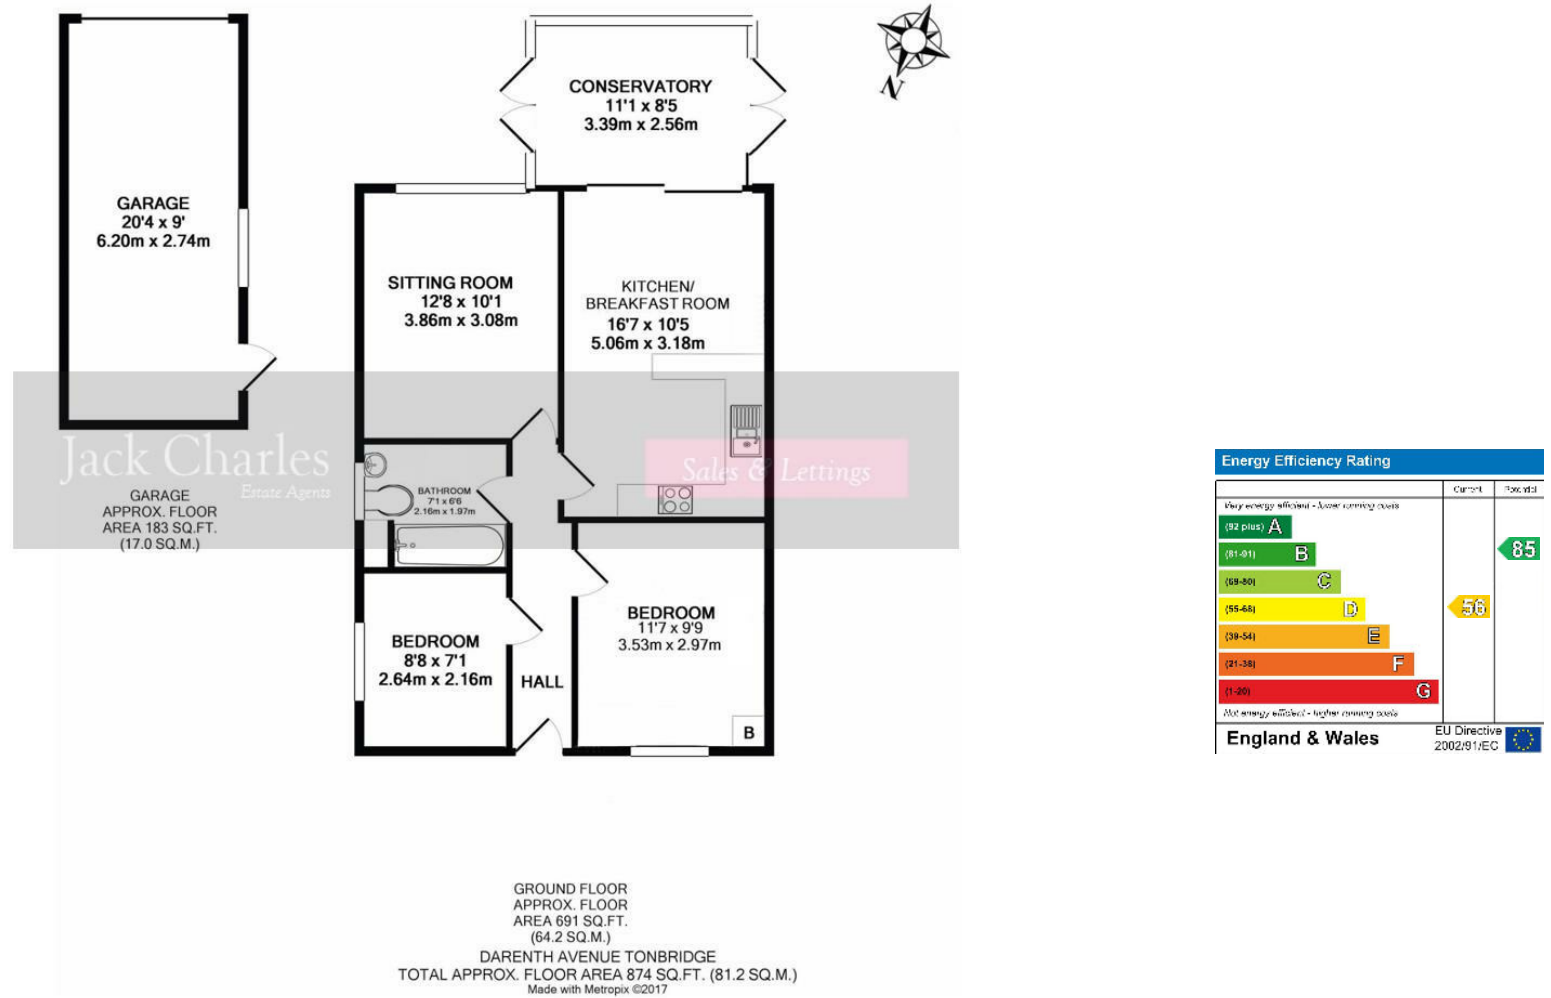 N
CONSERVATORY
11'1 x 8'5
3.39m x 2.56m
GARAGE
20'4 x 9'
6.20m x 2.74m
SITTING ROOM
12'8 x 10'1
3.86m x 3.08m
KITCHEN/
BREAKFAST ROOM
16'7 x 10'5
5.06m x 3.18m
Jack Charles
Estate Agents
Sales & Lettings
GARAGE
APPROX. FLOOR
AREA 183 SQ.FT.
(17.0 SQ.M.)
BATHROOM
7'1 x 6'6
2.16m x 1.97m
BEDROOM
8'8 x 7'1
2.64m x 2.16m
HALL
BEDROOM
11'7 x 9'9
3.53m x 2.97m
B
GROUND FLOOR
APPROX. FLOOR
AREA 691 SQ.FT.
(64.2 SQ.M.)
DARENTH AVENUE TONBRIDGE
TOTAL APPROX. FLOOR AREA 874 SQ.FT. (81.2 SQ.M.)
Made with Metropix ©2017
Energy Efficiency Rating
Current Potential
Very energy efficient - lower running costs
(92 plus) A
(81-91) B
(69-80) C
(55-68) D
(39-54) E
(21-38) F
(1-20) G
85
56
Not energy efficient - higher running costs
England & Wales
EU Directive
2002/91/EC